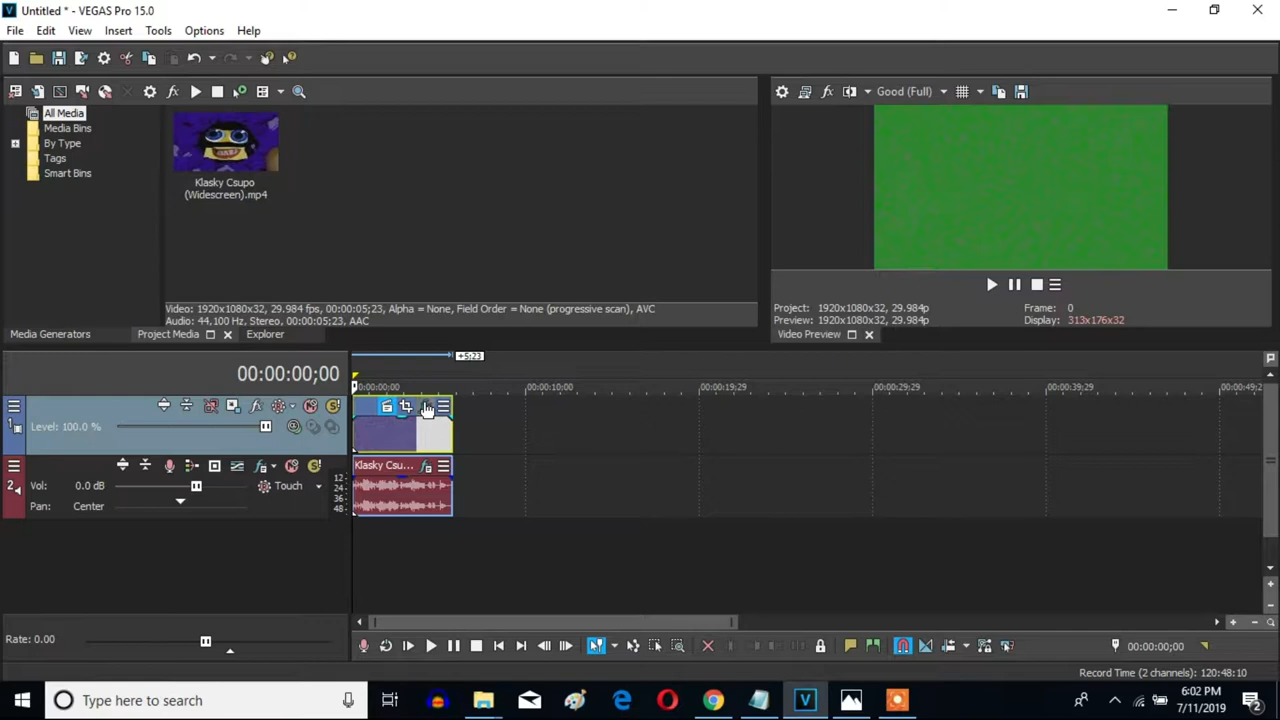 Untitled * - VEGAS Pro 15.0
File Edit View Insert Tools Options Help
All Media
Media Bins
By Type
Tags
Smart Bins
Klasky Csupo
(Widescreen).mp4
Video: 1920x1080x32, 29.984 fps, 00:00:05;23, Alpha = None, Field Order = None (progressive scan), AVC
Audio: 44,100 Hz, Stereo, 00:00:05;23, AAC
Media Generators Project Media Explorer
Good (Full)
Project: 1920x1080x32, 29.984p Frame: 0
Preview: 1920x1080x32, 29.984p Display: 313x176x32
Video Preview
+5;23
00:00:00;00
00:00:00;00 00:00:10;00 00:00:19;29 00:00:29;29 00:00:39;29 00:00:49;2
1 Level: 100.0 %
2 Vol: 0.0 dB Touch
Pan: Center
12
24
36
48
Klasky Csu...
Rate: 0.00
00:00:00;00
Record Time (2 channels): 120:48:10
Type here to search
6:02 PM
7/11/2019
2